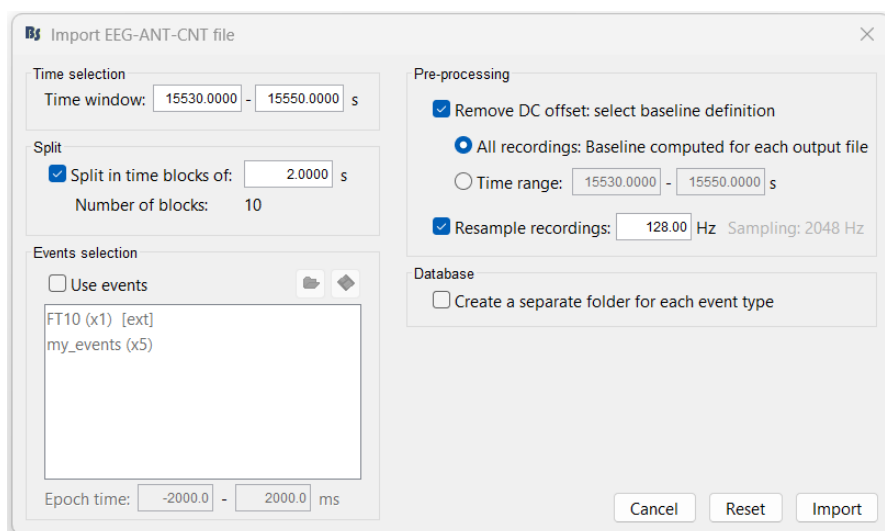 Import EEG-ANT-CNT file
Time selection
Time window: 15530.0000 - 15550.0000 s
Split
Split in time blocks of: 2.0000 s
Number of blocks: 10
Events selection
Use events
FT10 (x1) [ext]
my_events (x5)
Epoch time: -2000.0 - 2000.0 ms
Pre-processing
Remove DC offset: select baseline definition
All recordings: Baseline computed for each output file
Time range: 15530.0000 - 15550.0000 s
Resample recordings: 128.00 Hz Sampling: 2048 Hz
Database
Create a separate folder for each event type
Cancel Reset Import